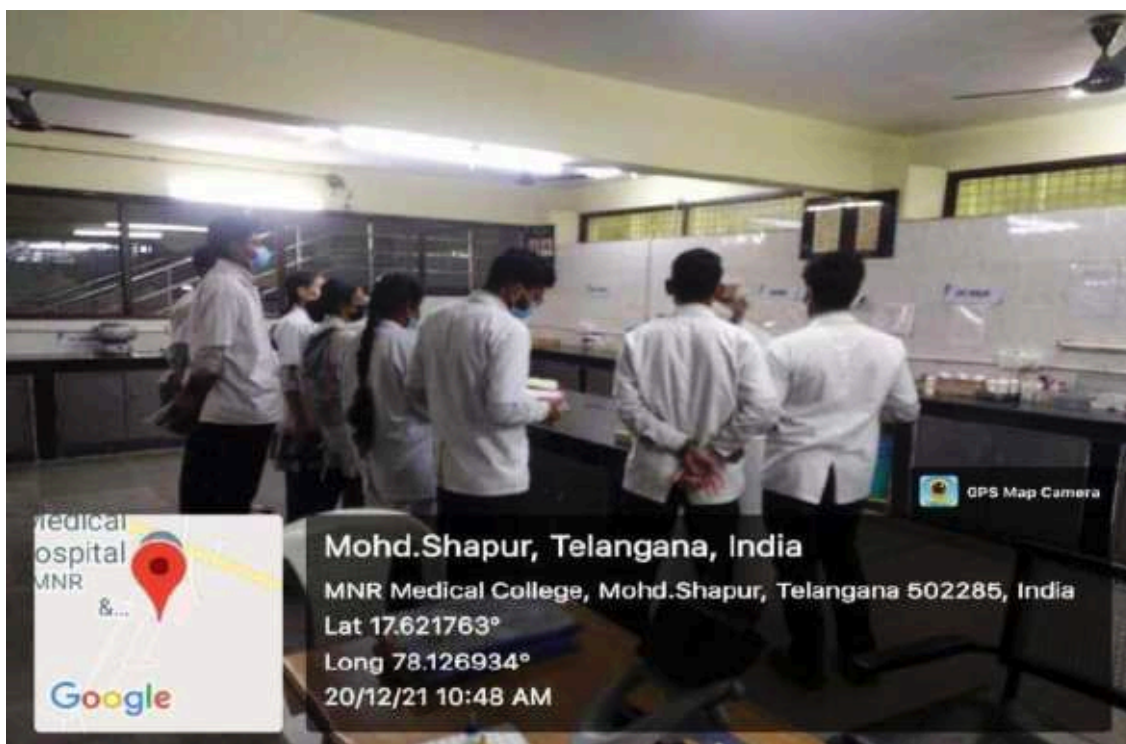 GPS Map Camera
Medical
ospital
MNR
&...
Google
Mohd.Shapur, Telangana, India
MNR Medical College, Mohd.Shapur, Telangana 502285, India
Lat 17.621763°
Long 78.126934°
20/12/21 10:48 AM